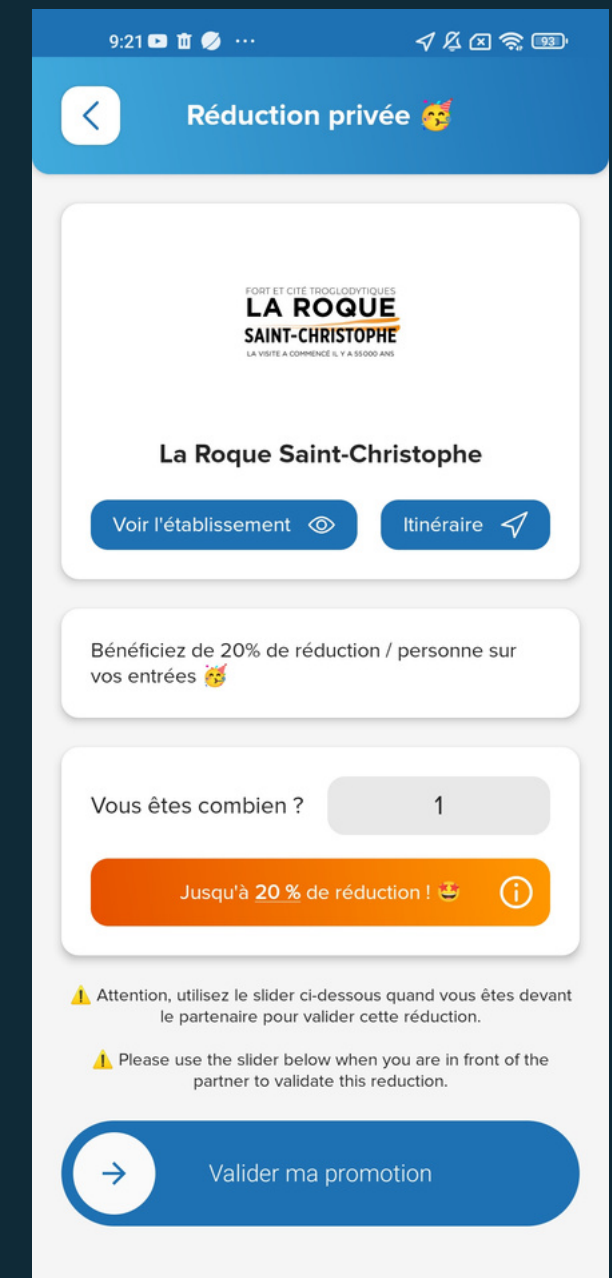 9:21 ··· 93
Réduction privée 🥳
FORT ET CITÉ TROGLODYTIQUES
LA ROQUE
SAINT-CHRISTOPHE
LA VISITE A COMMENCÉ IL Y A 55000 ANS
La Roque Saint-Christophe
Voir l'établissement
Itinéraire
Bénéficiez de 20% de réduction / personne sur
vos entrées 🥳
Vous êtes combien ? 1
Jusqu'à 20 % de réduction ! 🤩
⚠️ Attention, utilisez le slider ci-dessous quand vous êtes devant
le partenaire pour valider cette réduction.
⚠️ Please use the slider below when you are in front of the
partner to validate this reduction.
Valider ma promotion